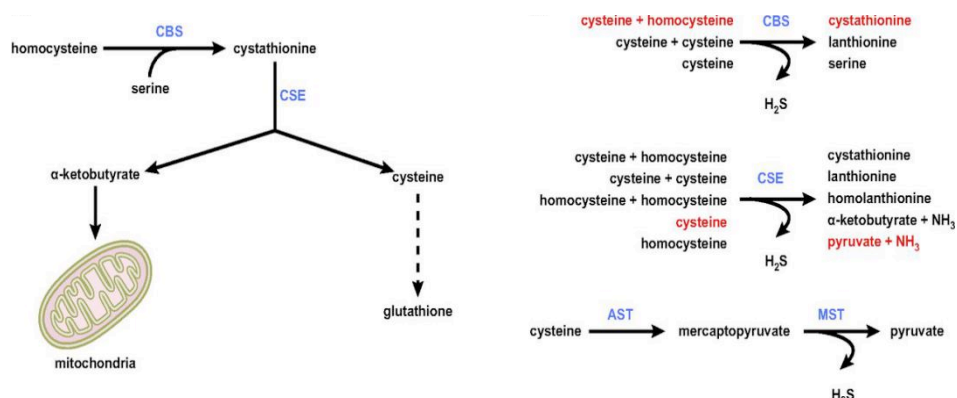 CBS
homocysteine
cystathionine
serine
CSE
α-ketobutyrate
cysteine
glutathione
mitochondria
cysteine + homocysteine
CBS
cystathionine
cysteine + cysteine
lanthionine
cysteine
serine
H₂S
cysteine + homocysteine
cystathionine
cysteine + cysteine
CSE
lanthionine
homocysteine + homocysteine
homolanthionine
cysteine
α-ketobutyrate + NH₃
homocysteine
pyruvate + NH₃
H₂S
AST
MST
cysteine
mercaptopyruvate
pyruvate
H₂S